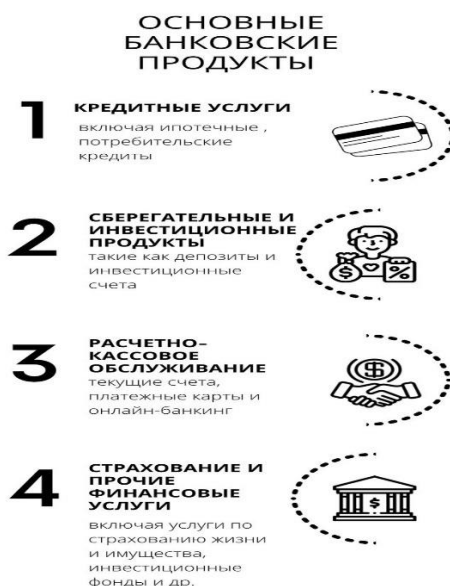 ОСНОВНЫЕ
БАНКОВСКИЕ
ПРОДУКТЫ
1
КРЕДИТНЫЕ УСЛУГИ
включая ипотечные ,
потребительские
кредиты
2
СБЕРЕГАТЕЛЬНЫЕ И
ИНВЕСТИЦИОННЫЕ
ПРОДУКТЫ
такие как депозиты и
инвестиционные
счета
$
%
3
РАСЧЕТНО-
КАССОВОЕ
ОБСЛУЖИВАНИЕ
текущие счета,
платежные карты и
онлайн-банкинг
$
4
СТРАХОВАНИЕ И
ПРОЧИЕ
ФИНАНСОВЫЕ
УСЛУГИ
включая услуги по
страхованию жизни
и имущества,
инвестиционные
фонды и др.
$